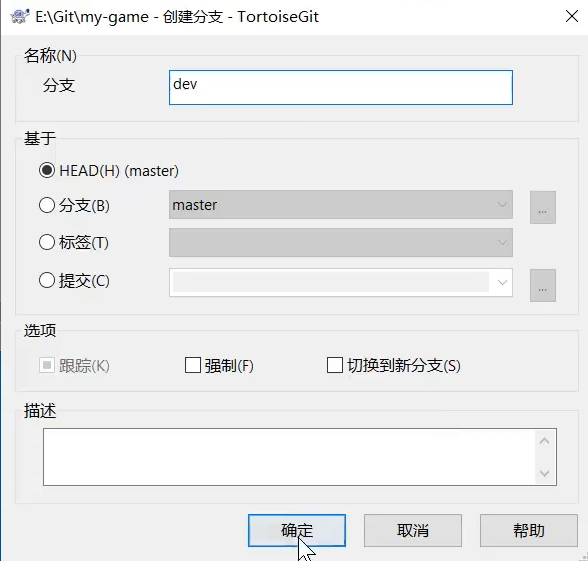 E:\Git\my-game - 创建分支 - TortoiseGit
名称(N)
分支 dev
基于
HEAD(H) (master)
分支(B) master ...
标签(T)
提交(C) ...
选项
跟踪(K) 强制(F) 切换到新分支(S)
描述
确定 取消 帮助